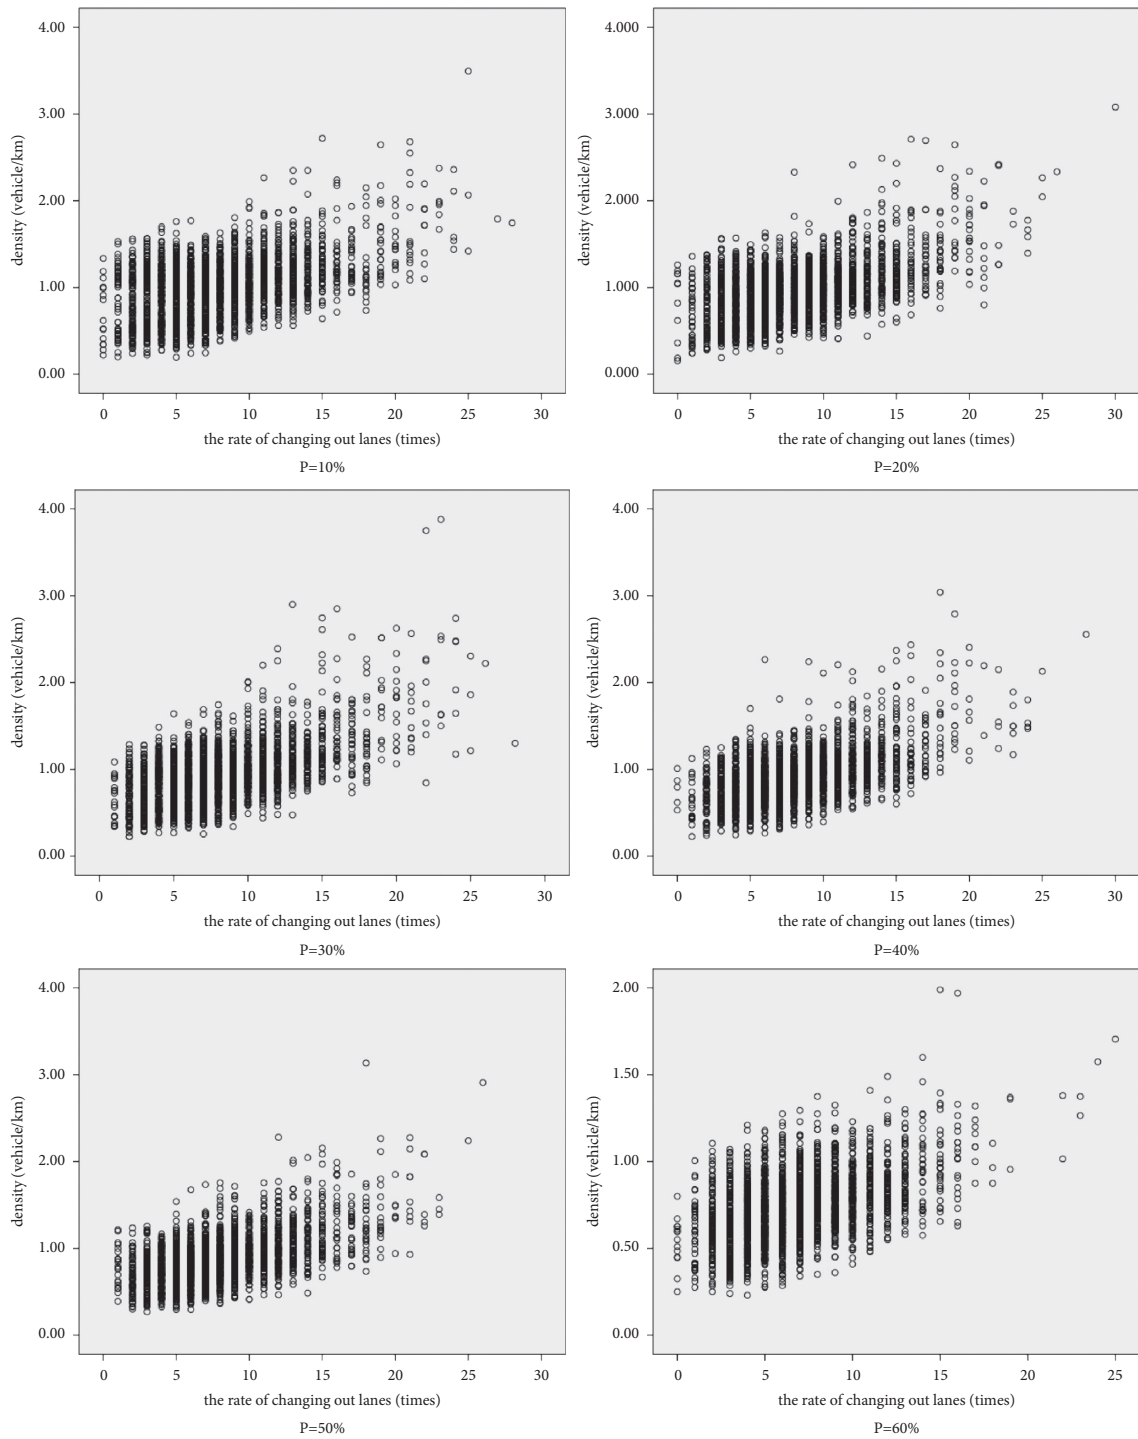 4.00
3.00
2.00
1.00
0.00
density (vehicle/km)
0 5 10 15 20 25 30
the rate of changing out lanes (times)
P=10%
4.000
3.000
2.000
1.000
0.000
density (vehicle/km)
0 5 10 15 20 25 30
the rate of changing out lanes (times)
P=20%
4.00
3.00
2.00
1.00
0.00
density (vehicle/km)
0 5 10 15 20 25 30
the rate of changing out lanes (times)
P=30%
4.00
3.00
2.00
1.00
0.00
density (vehicle/km)
0 5 10 15 20 25 30
the rate of changing out lanes (times)
P=40%
4.00
3.00
2.00
1.00
0.00
density (vehicle/km)
0 5 10 15 20 25 30
the rate of changing out lanes (times)
P=50%
2.00
1.50
1.00
0.50
0.00
density (vehicle/km)
0 5 10 15 20 25
the rate of changing out lanes (times)
P=60%